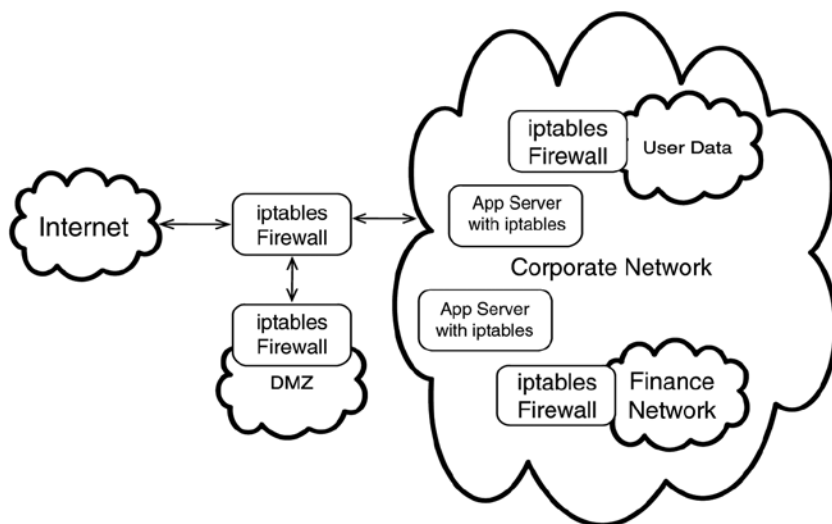 iptables
Firewall
User Data
App Server
with iptables
Internet
iptables
Firewall
Corporate Network
App Server
with iptables
iptables
Firewall
DMZ
iptables
Firewall
Finance
Network